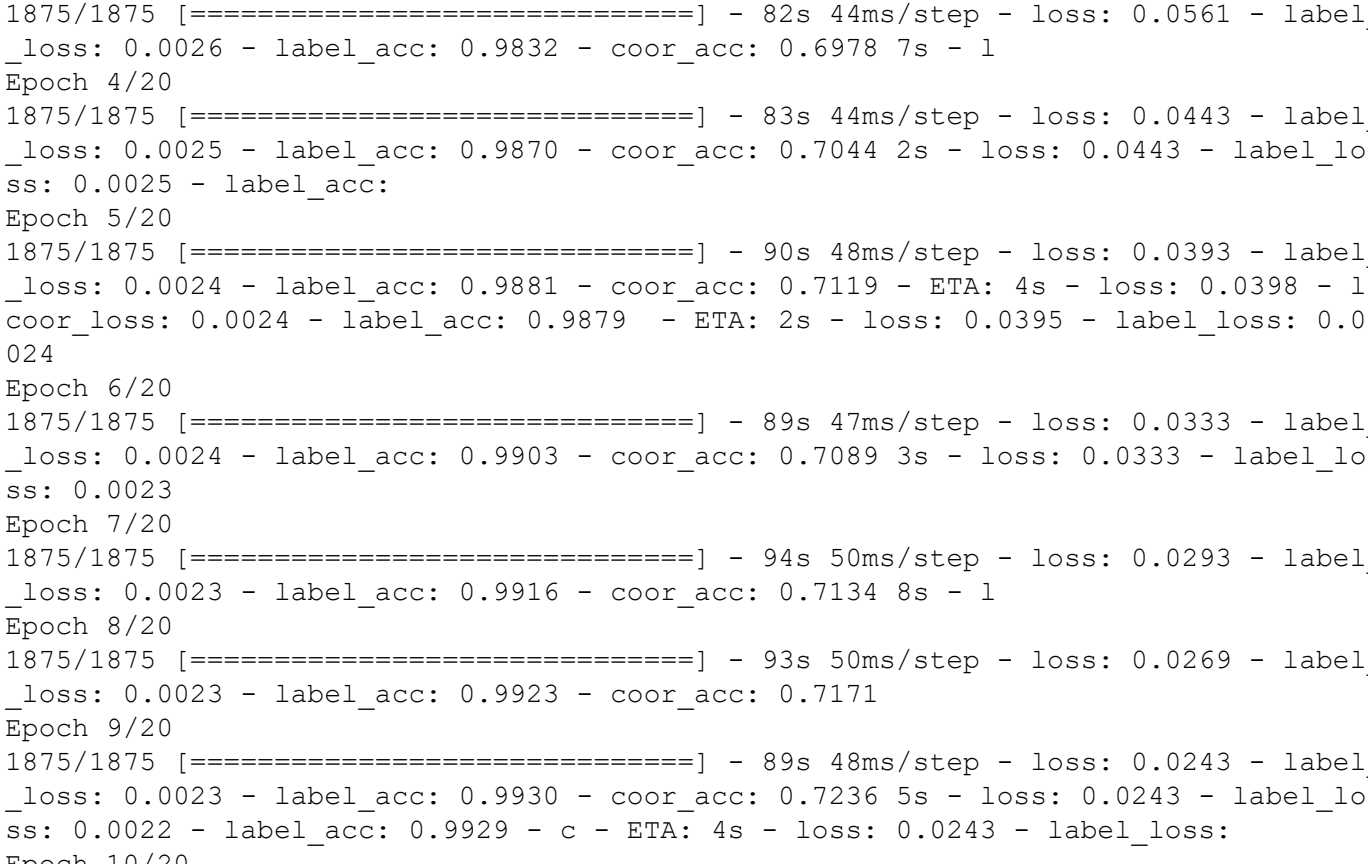 1875/1875 [==============================] - 82s 44ms/step - loss: 0.0561 - label
_loss: 0.0026 - label_acc: 0.9832 - coor_acc: 0.6978 7s - l
Epoch 4/20
1875/1875 [==============================] - 83s 44ms/step - loss: 0.0443 - label
_loss: 0.0025 - label_acc: 0.9870 - coor_acc: 0.7044 2s - loss: 0.0443 - label_lo
ss: 0.0025 - label_acc:
Epoch 5/20
1875/1875 [==============================] - 90s 48ms/step - loss: 0.0393 - label
_loss: 0.0024 - label_acc: 0.9881 - coor_acc: 0.7119 - ETA: 4s - loss: 0.0398 - l
coor_loss: 0.0024 - label_acc: 0.9879  - ETA: 2s - loss: 0.0395 - label_loss: 0.0
024
Epoch 6/20
1875/1875 [==============================] - 89s 47ms/step - loss: 0.0333 - label
_loss: 0.0024 - label_acc: 0.9903 - coor_acc: 0.7089 3s - loss: 0.0333 - label_lo
ss: 0.0023
Epoch 7/20
1875/1875 [==============================] - 94s 50ms/step - loss: 0.0293 - label
_loss: 0.0023 - label_acc: 0.9916 - coor_acc: 0.7134 8s - l
Epoch 8/20
1875/1875 [==============================] - 93s 50ms/step - loss: 0.0269 - label
_loss: 0.0023 - label_acc: 0.9923 - coor_acc: 0.7171
Epoch 9/20
1875/1875 [==============================] - 89s 48ms/step - loss: 0.0243 - label
_loss: 0.0023 - label_acc: 0.9930 - coor_acc: 0.7236 5s - loss: 0.0243 - label_lo
ss: 0.0022 - label_acc: 0.9929 - c - ETA: 4s - loss: 0.0243 - label_loss:
Epoch 10/20